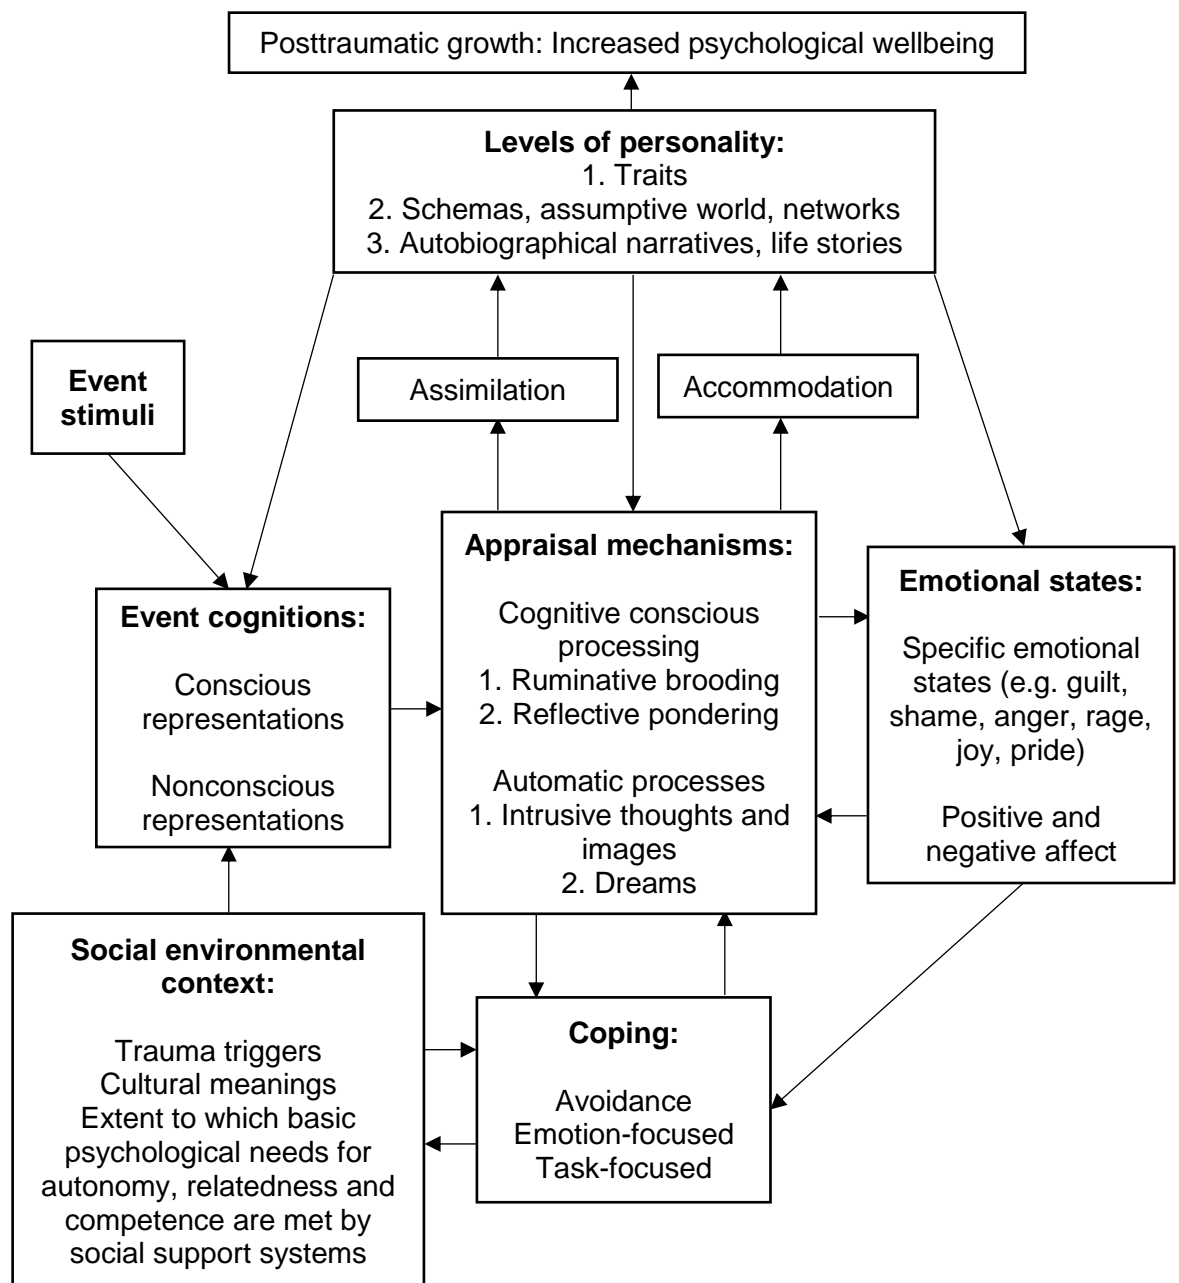 Posttraumatic growth: Increased psychological wellbeing
Levels of personality:
1. Traits
2. Schemas, assumptive world, networks
3. Autobiographical narratives, life stories
Event
stimuli
Assimilation
Accommodation
Event cognitions:
Conscious
representations
Nonconscious
representations
Appraisal mechanisms:
Cognitive conscious
processing
1. Ruminative brooding
2. Reflective pondering
Automatic processes
1. Intrusive thoughts and
images
2. Dreams
Emotional states:
Specific emotional
states (e.g. guilt,
shame, anger, rage,
joy, pride)
Positive and
negative affect
Social environmental
context:
Trauma triggers
Cultural meanings
Extent to which basic
psychological needs for
autonomy, relatedness and
competence are met by
social support systems
Coping:
Avoidance
Emotion-focused
Task-focused